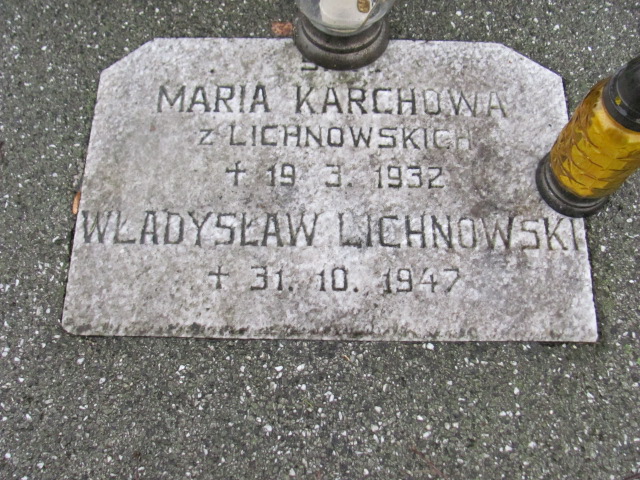 MARIA KARCHOWA
Z LICHNOWSKICH
† 19 3. 1932
WŁADYSŁAW LICHNOWSKI
† 31. 10. 1947